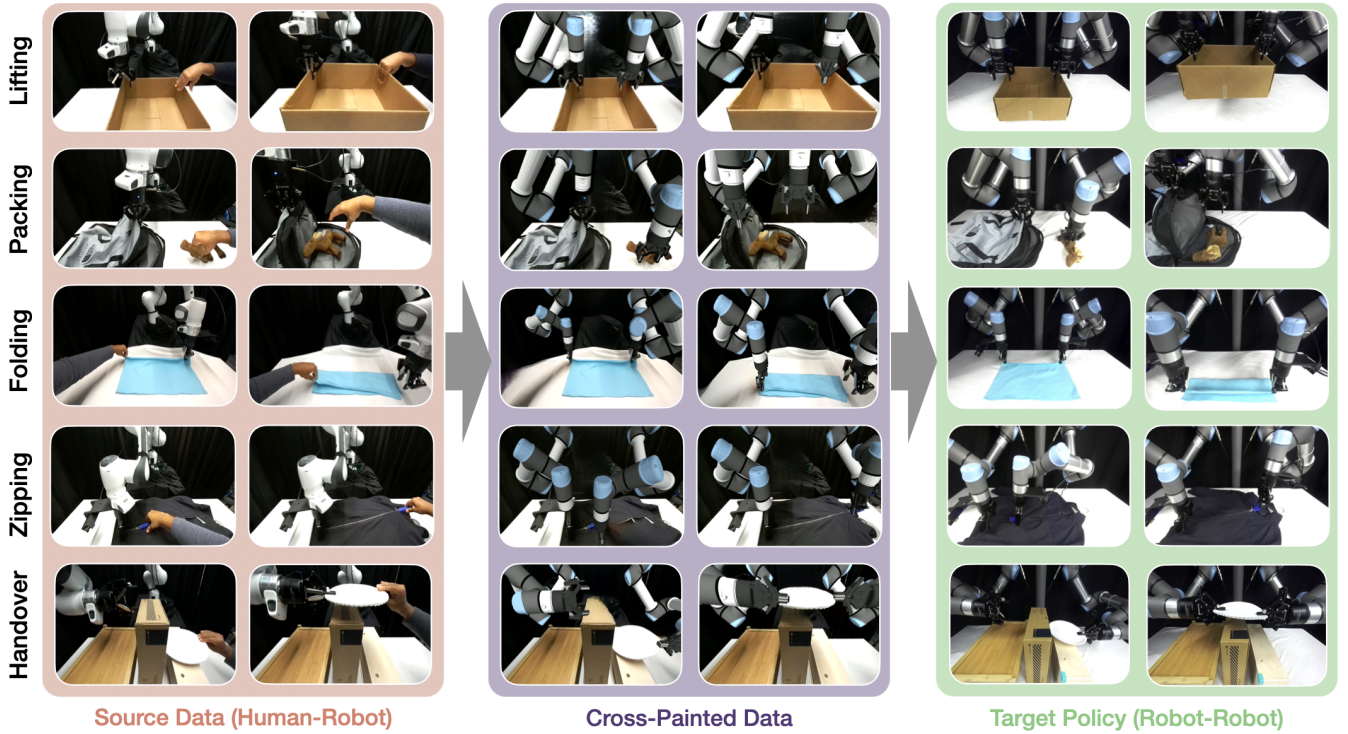 Lifting
Packing
Folding
Zipping
Handover
Source Data (Human-Robot)
Cross-Painted Data
Target Policy (Robot-Robot)